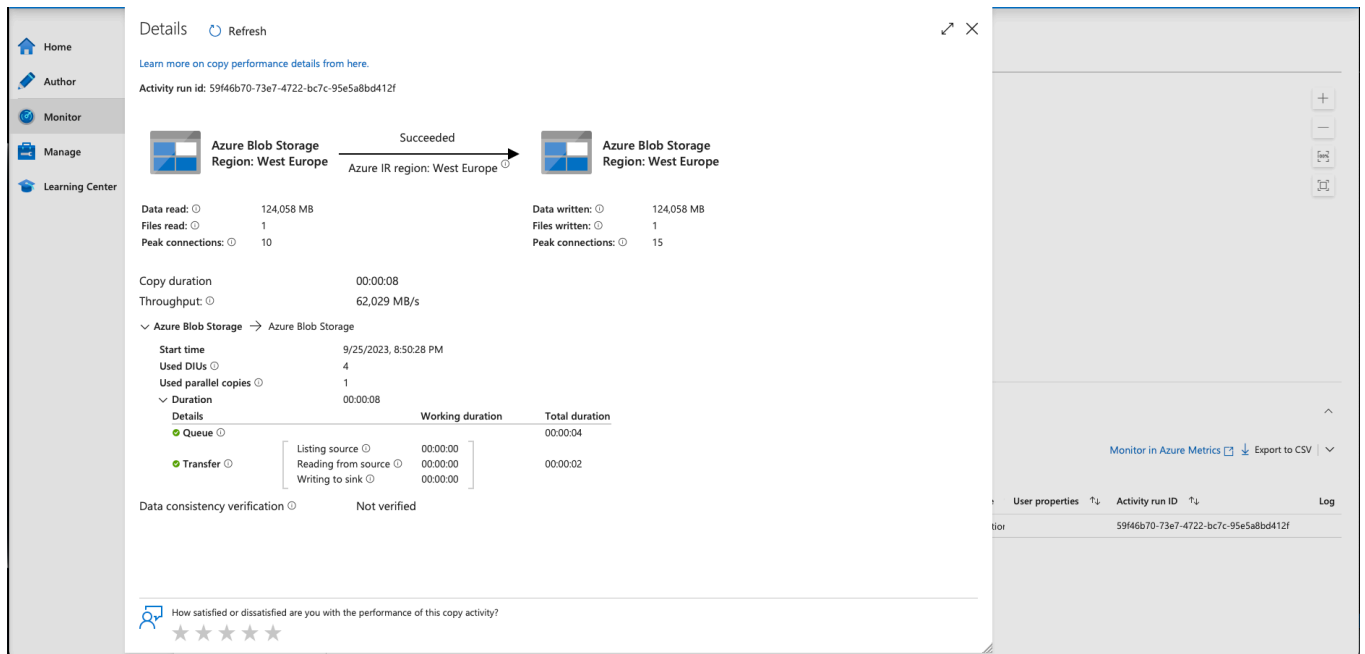 Home
Author
Monitor
Manage
Learning Center
Details Refresh
Learn more on copy performance details from here.
Activity run id: 59f46b70-73e7-4722-bc7c-95e5a8bd412f
Azure Blob Storage
Region: West Europe
Succeeded
Azure IR region: West Europe
Azure Blob Storage
Region: West Europe
Data read: 124,058 MB
Files read: 1
Peak connections: 10
Data written: 124,058 MB
Files written: 1
Peak connections: 15
Copy duration 00:00:08
Throughput: 62,029 MB/s
Azure Blob Storage → Azure Blob Storage
Start time 9/25/2023, 8:50:28 PM
Used DIUs 4
Used parallel copies 1
Duration 00:00:08
Details Working duration Total duration
Queue 00:00:04
Listing source 00:00:00
Transfer Reading from source 00:00:00 00:00:02
Writing to sink 00:00:00
Data consistency verification Not verified
How satisfied or dissatisfied are you with the performance of this copy activity?
Monitor in Azure Metrics Export to CSV
User properties Activity run ID Log
59f46b70-73e7-4722-bc7c-95e5a8bd412f